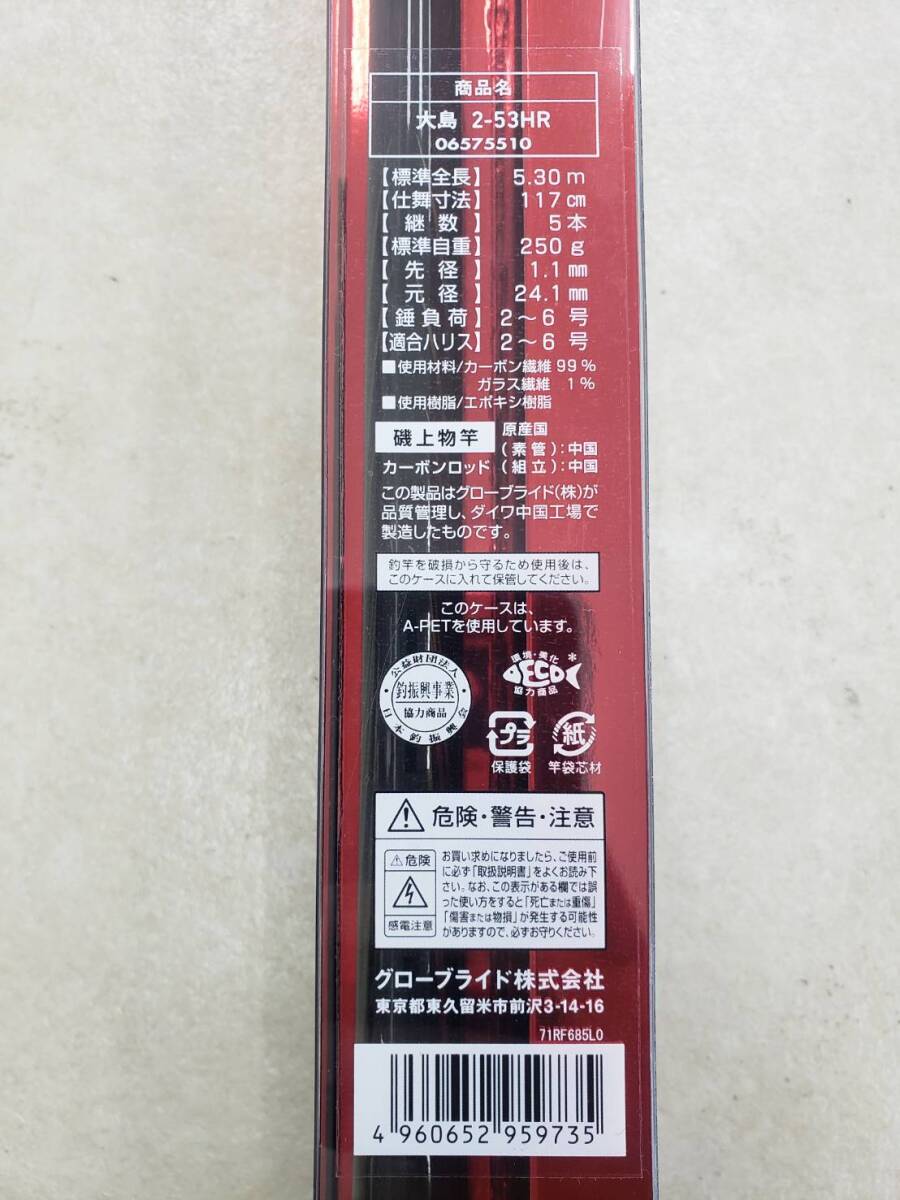 商品名
大島 2-53HR
06575510
【標準全長】 5.30m
【仕舞寸法】 117cm
【継数】 5本
【標準自重】 250g
【先径】 1.1mm
【元径】 24.1mm
【錘負荷】 2～6号
【適合ハリス】 2～6号
■使用材料/カーボン繊維 99%
ガラス繊維 1%
■使用樹脂/エポキシ樹脂
磯上物竿 原産国
(素管):中国
カーボンロッド (組立):中国
この製品はグローブライド(株)が
品質管理し、ダイワ中国工場で
製造したものです。
釣竿を破損から守るため使用後は、
このケースに入れて保管してください。
このケースは、
A-PETを使用しています。
公益財団法人
釣振興事業
協力商品
日本釣振興会
環境・美化
ECO
協力商品
プラ
保護袋
紙
竿袋芯材
危険・警告・注意
危険
感電注意
お買い求めになりましたら、ご使用前
に必ず「取扱説明書」をよくお読み下
さい。なお、この表示がある欄では誤
った使い方をすると「死亡または重傷」
「傷害または物損」が発生する可能性
がありますので、必ずお守りください。
グローブライド株式会社
東京都東久留米市前沢3-14-16
71RF685L0
4 960652 959735